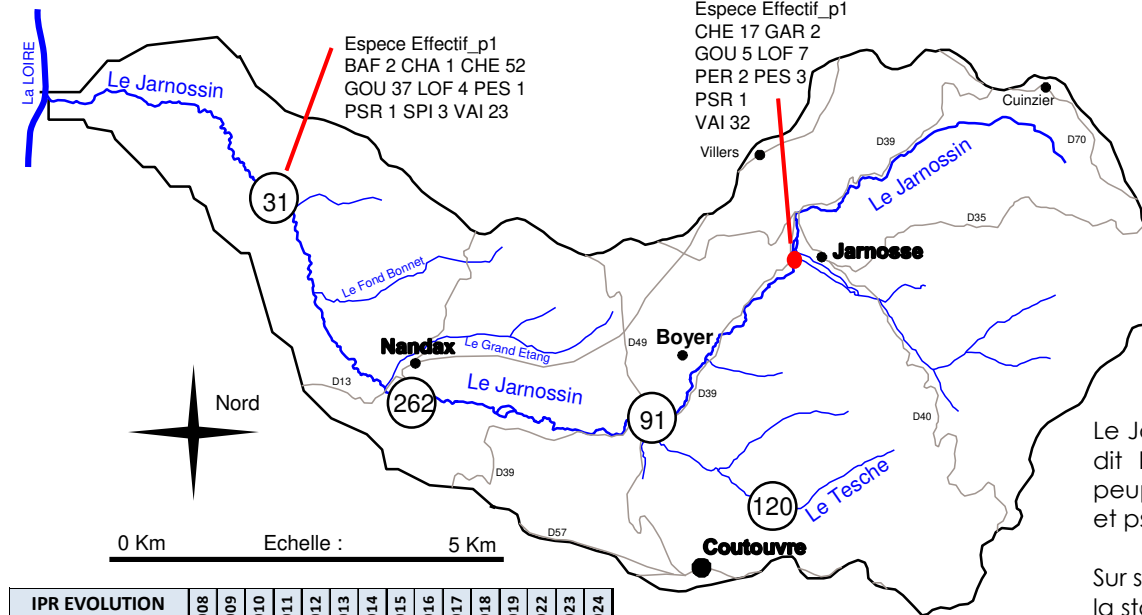 Espece Effectif_p1
BAF 2 CHA 1 CHE 52
GOU 37 LOF 4 PES 1
PSR 1 SPI 3 VAI 23
Espece Effectif_p1
CHE 17 GAR 2
GOU 5 LOF 7
PER 2 PES 3
PSR 1
VAI 32
La LOIRE
Le Jarnossin
Cuinzier
D39
D70
Villers
Le Jarnossin
31
D35
Jarnosse
Le Fond Bonnet
D49
Boyer
Nandax
Le Grand Etang
D13
Le Jarnossin
D39
262
Nord
91
D40
D39
Le Tesche
120
D57
0 Km Echelle : 5 Km
Coutouvre
Le Ja
dit l
peup
et ps
Sur s
la sta
IPR EVOLUTION 08 09 10 11 12 13 14 15 16 17 18 19 22 23 24